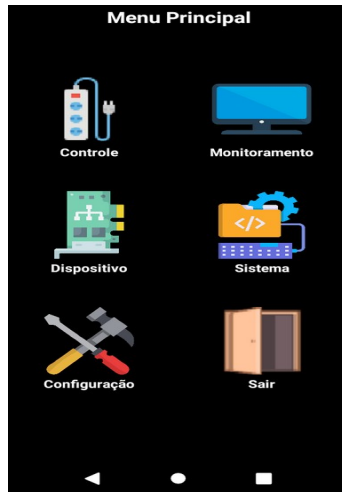 Menu Principal
Controle
Monitoramento
Dispositivo
Sistema
</>
Configuração
Sair